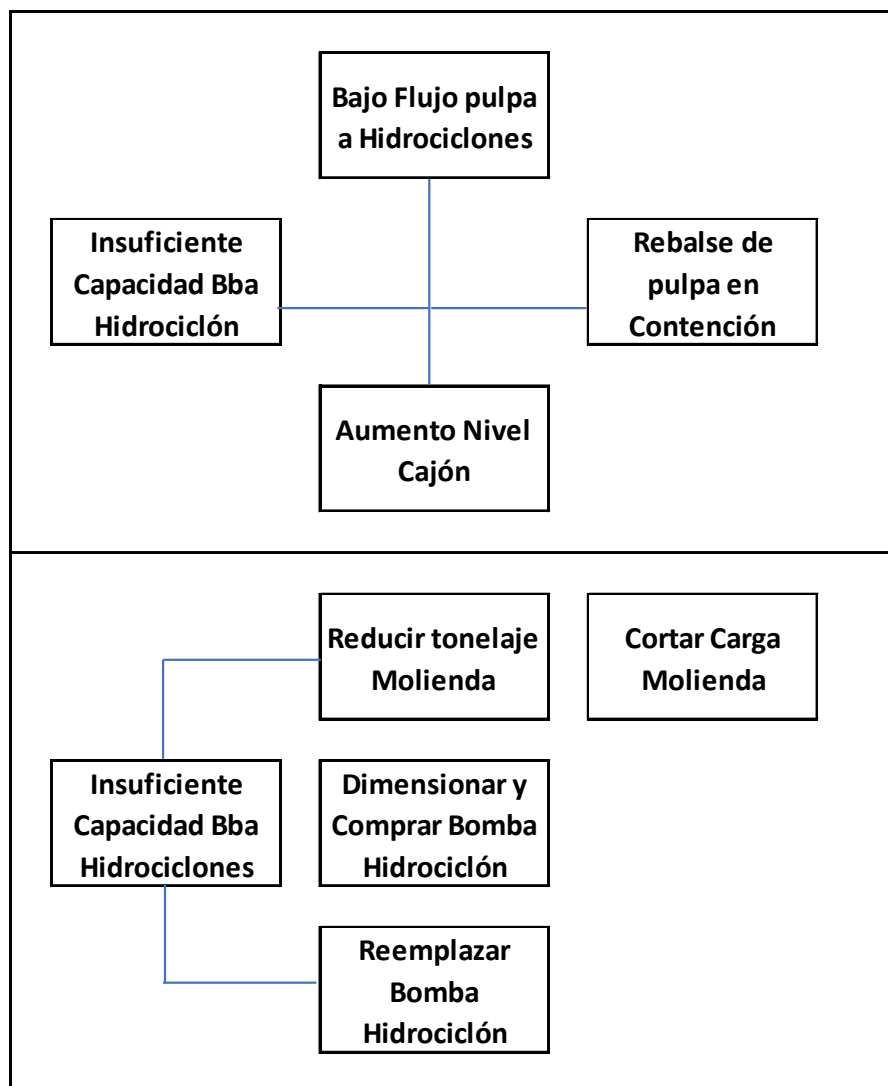 Bajo Flujo pulpa
a Hidrociclones
Insuficiente
Capacidad Bba
Hidrociclón
Rebalse de
pulpa en
Contención
Aumento Nivel
Cajón
Reducir tonelaje
Molienda
Cortar Carga
Molienda
Insuficiente
Capacidad Bba
Hidrociclones
Dimensionar y
Comprar Bomba
Hidrociclón
Reemplazar
Bomba
Hidrociclón